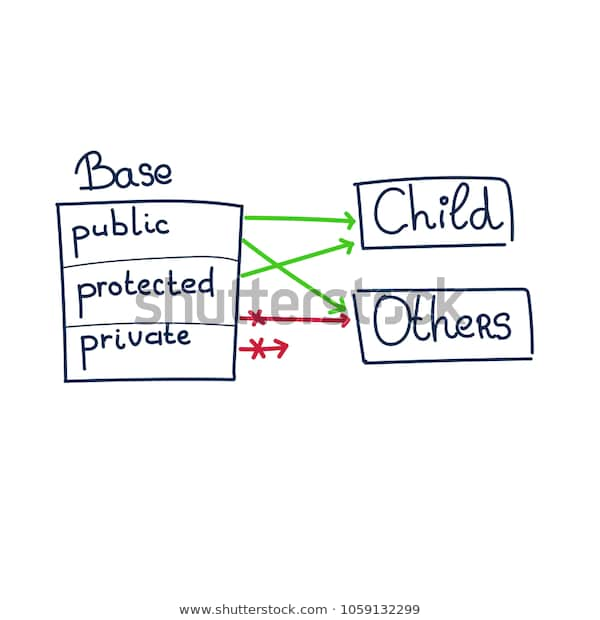 Base
public
protected
private
Child
Others
shutterstock
www.shutterstock.com · 1059132299